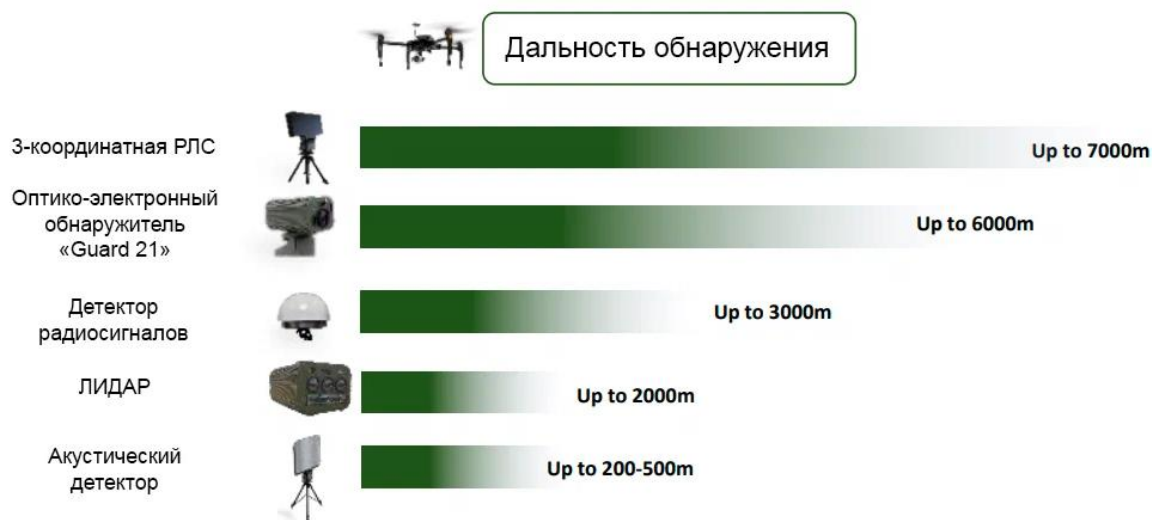 Дальность обнаружения
3-координатная РЛС
Up to 7000m
Оптико-электронный
обнаружитель
«Guard 21»
Up to 6000m
Детектор
радиосигналов
Up to 3000m
ЛИДАР
Up to 2000m
Акустический
детектор
Up to 200-500m